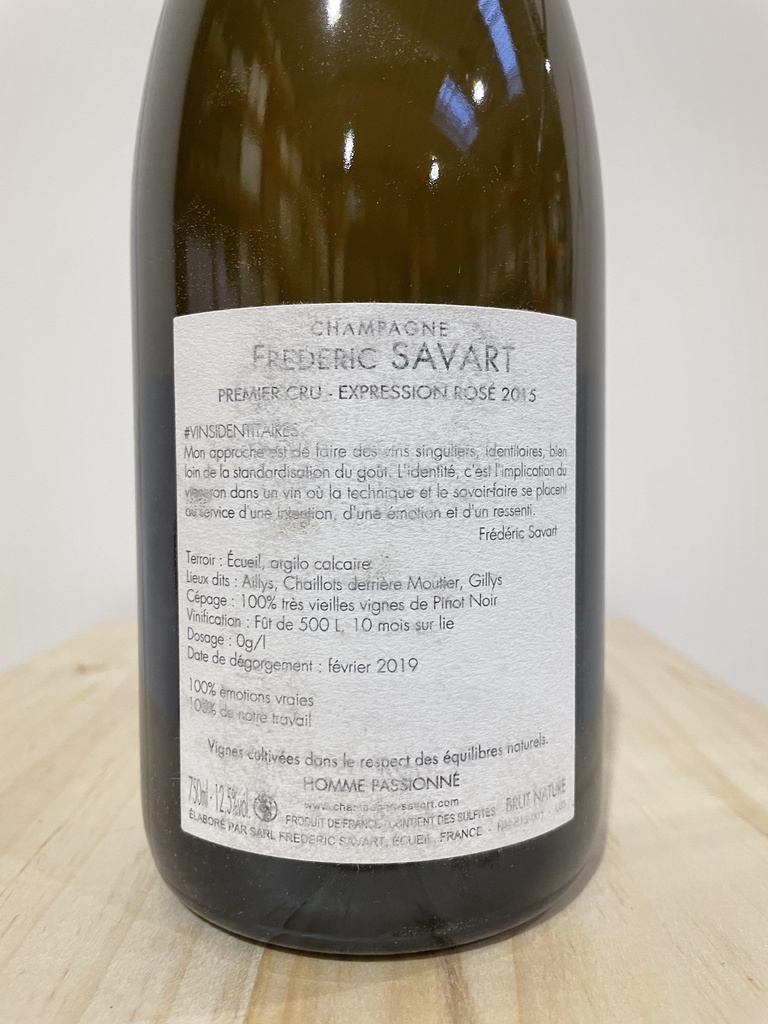 CHAMPAGNE
FREDERIC SAVART
PREMIER CRU - EXPRESSION ROSÉ 2015
#VINSIDENTITAIRES
Mon approche est de faire des vins singuliers, identitaires, bien
loin de la standardisation du goût. L'identité, c'est l'implication du
vigneron dans un vin où la technique et le savoir-faire se placent
au service d'une intention, d'une émotion et d'un ressenti.
Frédéric Savart
Terroir : Écueil, argilo calcaire
Lieux dits : Aillys, Chaillots derrière Moutier, Gillys
Cépage : 100% très vieilles vignes de Pinot Noir
Vinification : Fût de 500 L, 10 mois sur lie
Dosage : 0g/l
Date de dégorgement : février 2019
100% émotions vraies
100% de notre travail
Vignes cultivées dans le respect des équilibres naturels.
HOMME PASSIONNÉ
www.champagnesavart.com
750ml - 12,5%vol. PRODUIT DE FRANCE - CONTIENT DES SULFITES BRUT NATURE
ÉLABORÉ PAR SARL FREDERIC SAVART, ÉCUEIL, FRANCE -